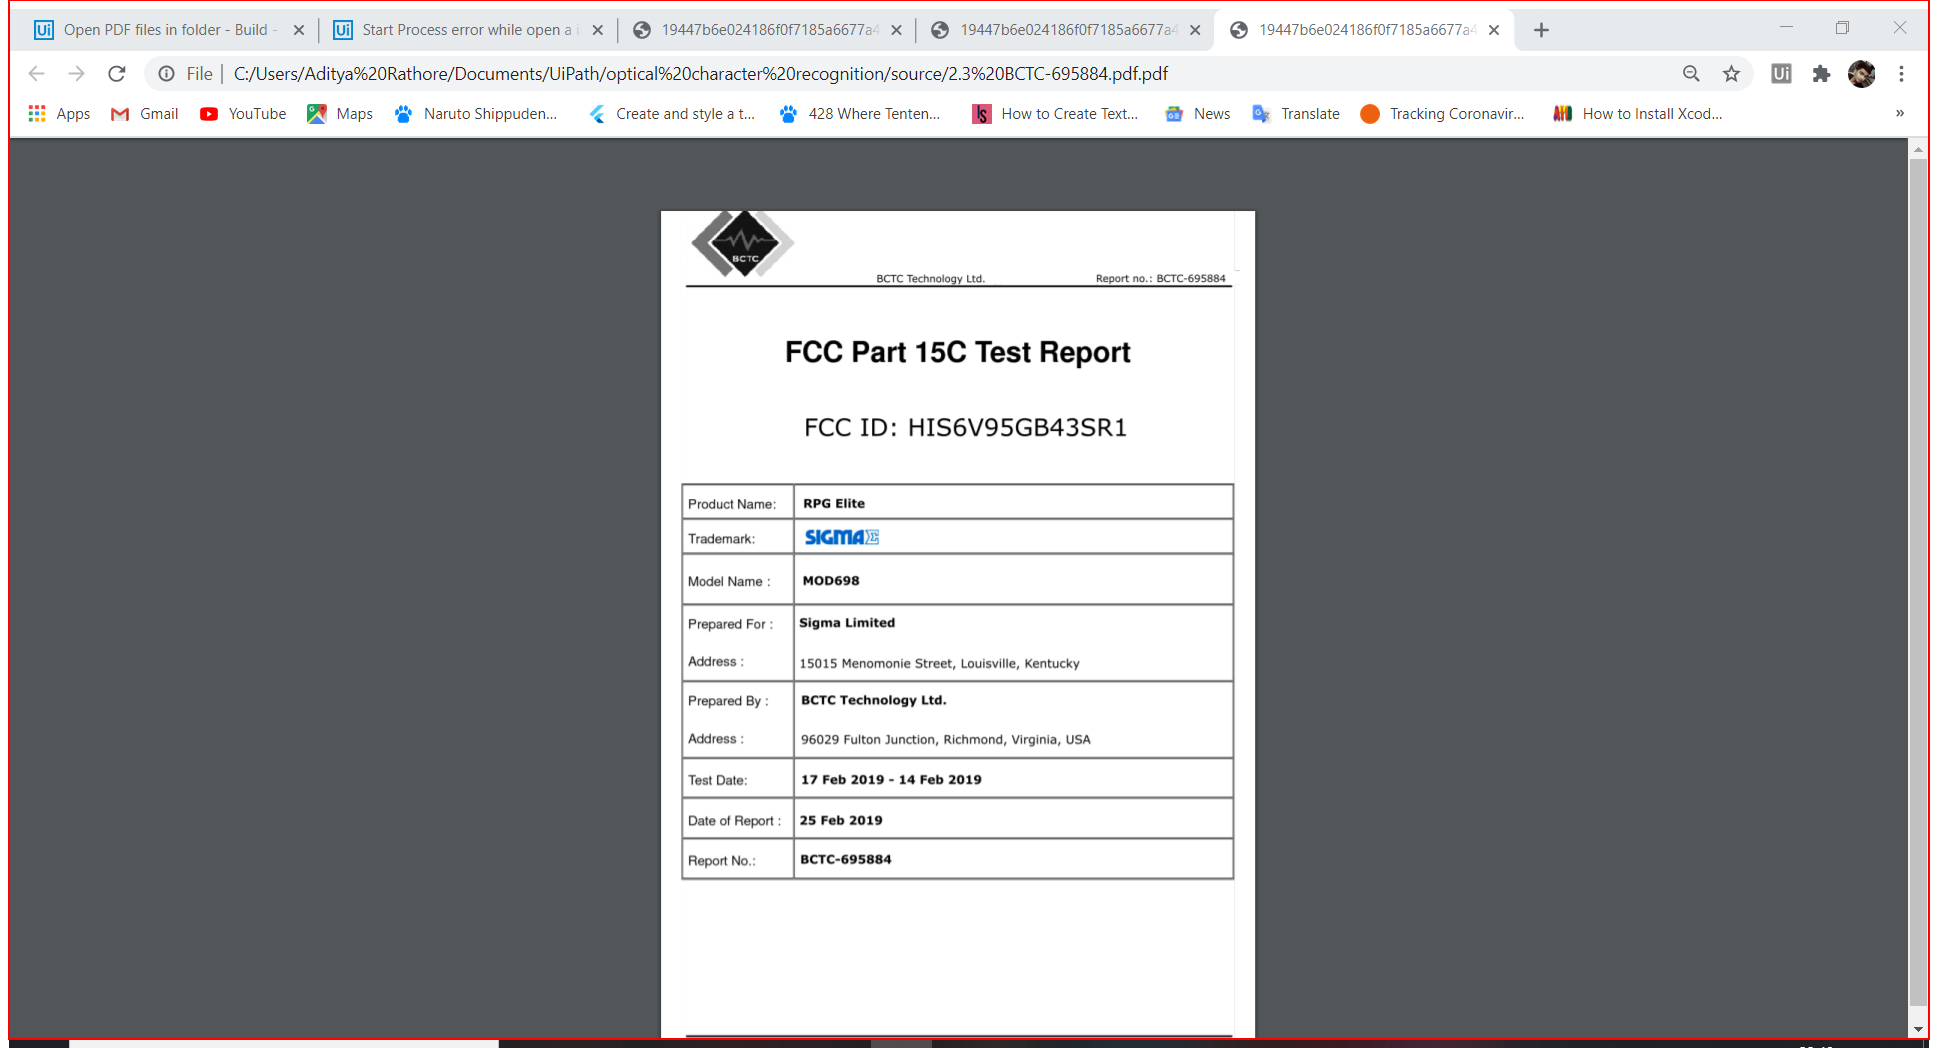 Open PDF files in folder - Build -
Start Process error while open a
19447b6e024186f0f7185a6677a4
19447b6e024186f0f7185a6677a4
19447b6e024186f0f7185a6677a4
File
C:/Users/Aditya%20Rathore/Documents/UiPath/optical%20character%20recognition/source/2.3%20BCTC-695884.pdf.pdf
Apps
Gmail
YouTube
Maps
Naruto Shippuden...
Create and style a t...
428 Where Tenten...
How to Create Text...
News
Translate
Tracking Coronavir...
How to Install Xcod...
»
BCTC
BCTC Technology Ltd.
Report no.: BCTC-695884
FCC Part 15C Test Report
FCC ID: HIS6V95GB43SR1
Product Name: RPG Elite
Trademark: SIGMA Σ
Model Name : MOD698
Prepared For : Sigma Limited
Address : 15015 Menomonie Street, Louisville, Kentucky
Prepared By : BCTC Technology Ltd.
Address : 96029 Fulton Junction, Richmond, Virginia, USA
Test Date: 17 Feb 2019 - 14 Feb 2019
Date of Report : 25 Feb 2019
Report No.: BCTC-695884